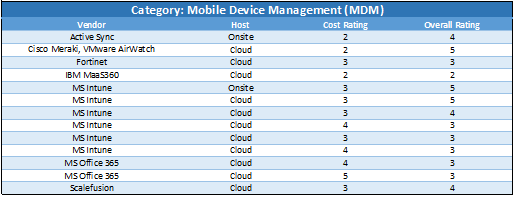 Category: Mobile Device Management (MDM)
Vendor Host Cost Rating Overall Rating
Active Sync Onsite 2 4
Cisco Meraki, VMware AirWatch Cloud 2 5
Fortinet Cloud 3 3
IBM MaaS360 Cloud 2 2
MS Intune Onsite 3 5
MS Intune Cloud 3 5
MS Intune Cloud 3 4
MS Intune Cloud 4 3
MS Intune Cloud 3 3
MS Intune Cloud 4 3
MS Office 365 Cloud 4 3
MS Office 365 Cloud 5 3
Scalefusion Cloud 3 4